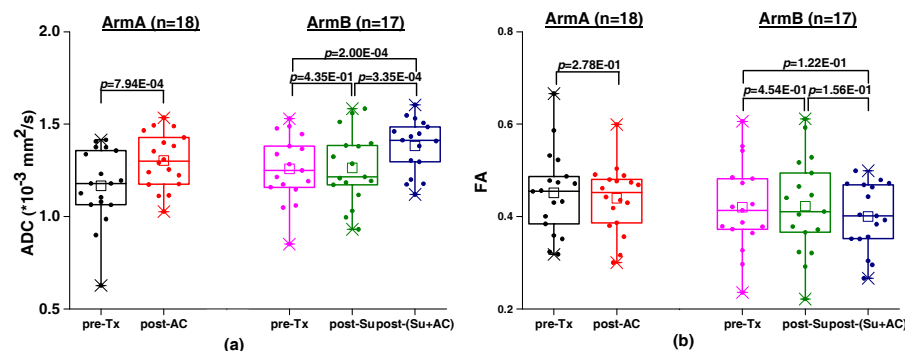 ArmA (n=18)
ArmB (n=17)
2.0
1.5
1.0
0.5
ADC (*10⁻³ mm²/s)
p=7.94E-04
p=2.00E-04
p=4.35E-01
p=3.35E-04
pre-Tx
post-AC
pre-Tx
post-Su
post-(Su+AC)
(a)
ArmA (n=18)
ArmB (n=17)
0.8
0.6
0.4
0.2
FA
p=2.78E-01
p=1.22E-01
p=4.54E-01
p=1.56E-01
pre-Tx
post-AC
pre-Tx
post-Su
post-(Su+AC)
(b)